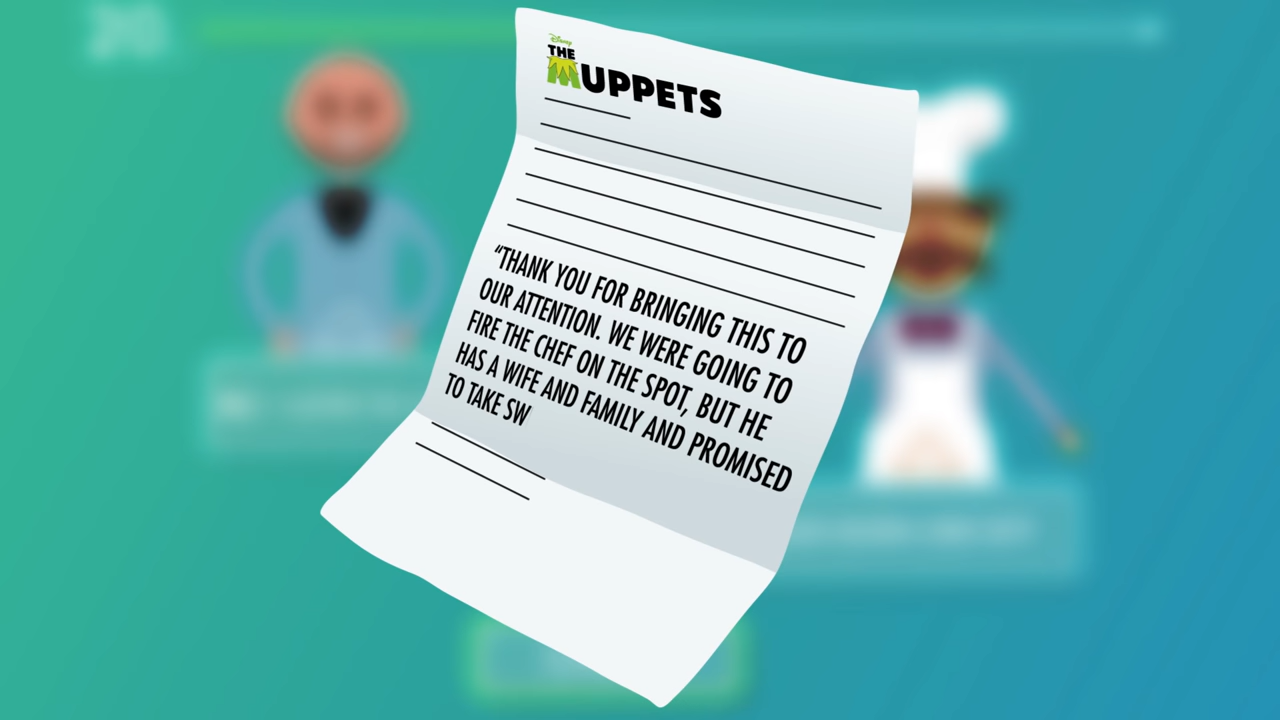 20.
Disney
THE
MUPPETS
“THANK YOU FOR BRINGING THIS TO
OUR ATTENTION. WE WERE GOING TO
FIRE THE CHEF ON THE SPOT, BUT HE
HAS A WIFE AND FAMILY AND PROMISED
TO TAKE SW